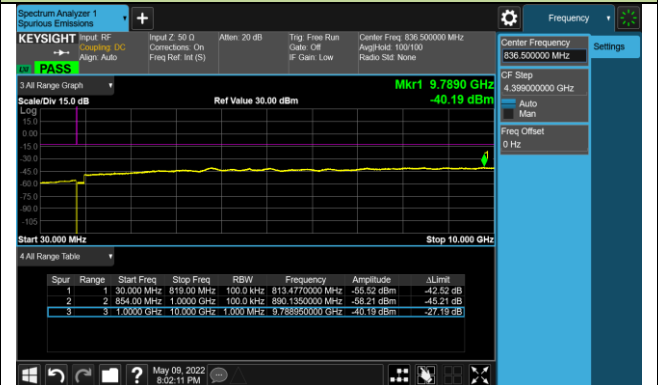 Spectrum Analyzer 1
Spurious Emissions
Frequency
KEYSIGHT Input: RF Input Z: 50 Ω Atten: 20 dB Trig: Free Run Center Freq: 836.500000 MHz
Coupling: DC Corrections: On Gate: Off Avg|Hold: 100/100
Align: Auto Freq Ref: Int (S) IF Gain: Low Radio Std: None
PASS
Center Frequency
836.500000 MHz
Settings
CF Step
4.399000000 GHz
Auto
Man
Freq Offset
0 Hz
3 All Range Graph
Mkr1 9.7890 GHz
Scale/Div 15.0 dB Ref Value 30.00 dBm -40.19 dBm
Log
15.0
0.00
-15.0
-30.0
-45.0
-60.0
-75.0
-90.0
-105
Start 30.000 MHz Stop 10.000 GHz
4 All Range Table
Spur Range Start Freq Stop Freq RBW Frequency Amplitude ΔLimit
1 1 30.000 MHz 819.00 MHz 100.0 kHz 813.4770000 MHz -55.52 dBm -42.52 dB
2 2 854.00 MHz 1.0000 GHz 100.0 kHz 890.1350000 MHz -58.21 dBm -45.21 dB
3 3 1.0000 GHz 10.000 GHz 1.000 MHz 9.788950000 GHz -40.19 dBm -27.19 dB
May 09, 2022
8:02:11 PM